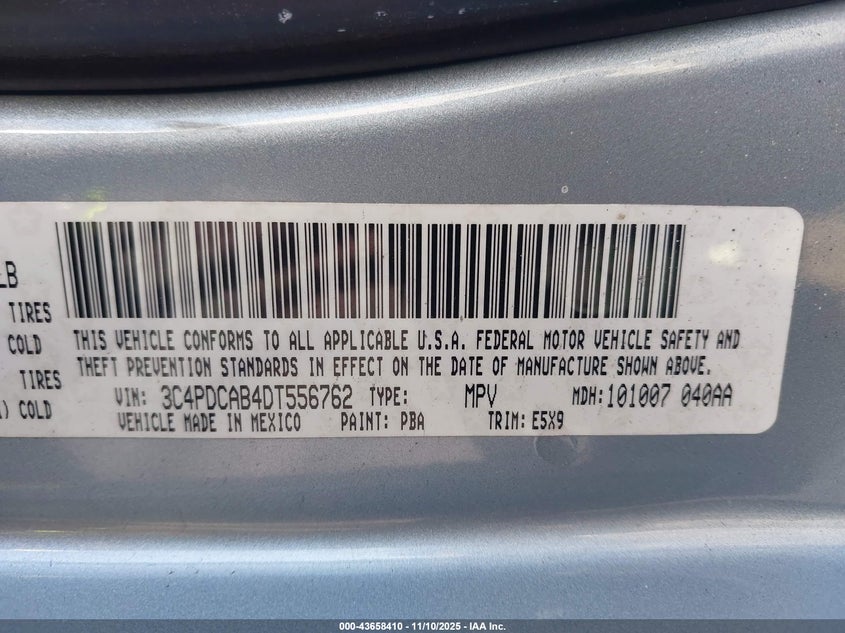 LB
TIRES
COLD
TIRES
) COLD
THIS VEHICLE CONFORMS TO ALL APPLICABLE U.S.A. FEDERAL MOTOR VEHICLE SAFETY AND
THEFT PREVENTION STANDARDS IN EFFECT ON THE DATE OF MANUFACTURE SHOWN ABOVE.
VIN: 3C4PDCAB4DT556762 TYPE: MPV MDH: 101007 040AA
VEHICLE MADE IN MEXICO PAINT: PBA TRIM: E5X9
000-43658410 - 11/10/2025 - IAA Inc.